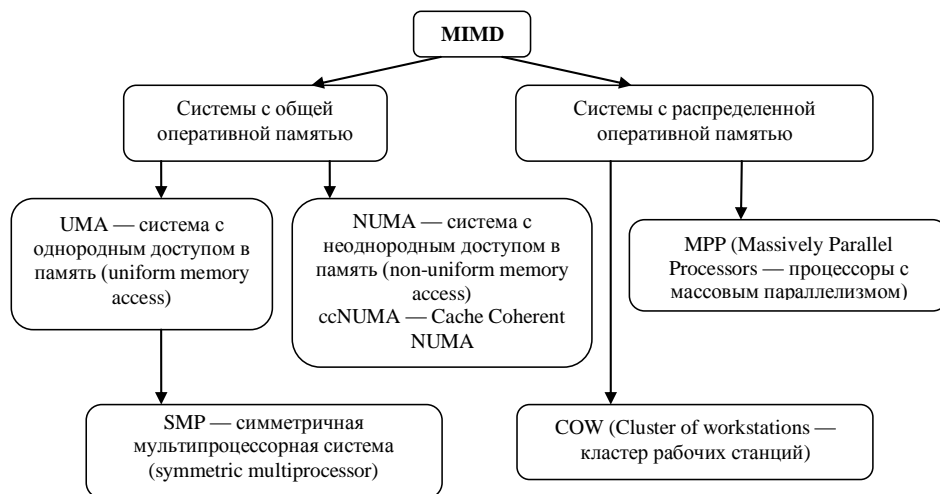 MIMD
Системы с общей
оперативной памятью
Системы с распределенной
оперативной памятью
UMA — система с
однородным доступом в
память (uniform memory
access)
NUMA — система с
неоднородным доступом в
память (non-uniform memory
access)
ccNUMA — Cache Coherent
NUMA
MPP (Massively Parallel
Processors — процессоры с
массовым параллелизмом)
SMP — симметричная
мультипроцессорная система
(symmetric multiprocessor)
COW (Cluster of workstations —
кластер рабочих станций)